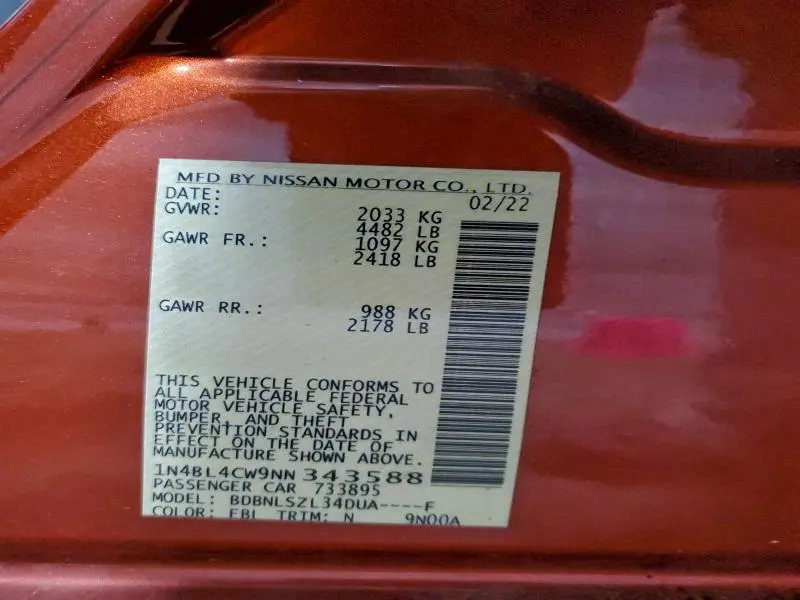 MFD BY NISSAN MOTOR CO., LTD.
DATE: 02/22
GVWR: 2033 KG
4482 LB
GAWR FR.: 1097 KG
2418 LB
GAWR RR.: 988 KG
2178 LB
THIS VEHICLE CONFORMS TO
ALL APPLICABLE FEDERAL
MOTOR VEHICLE SAFETY,
BUMPER, AND THEFT
PREVENTION STANDARDS IN
EFFECT ON THE DATE OF
MANUFACTURE SHOWN ABOVE.
1N4BL4CW9NN343588
PASSENGER CAR 733895
MODEL: BDBNLSZL34DUA----F
COLOR: EBL TRIM: N 9N00A